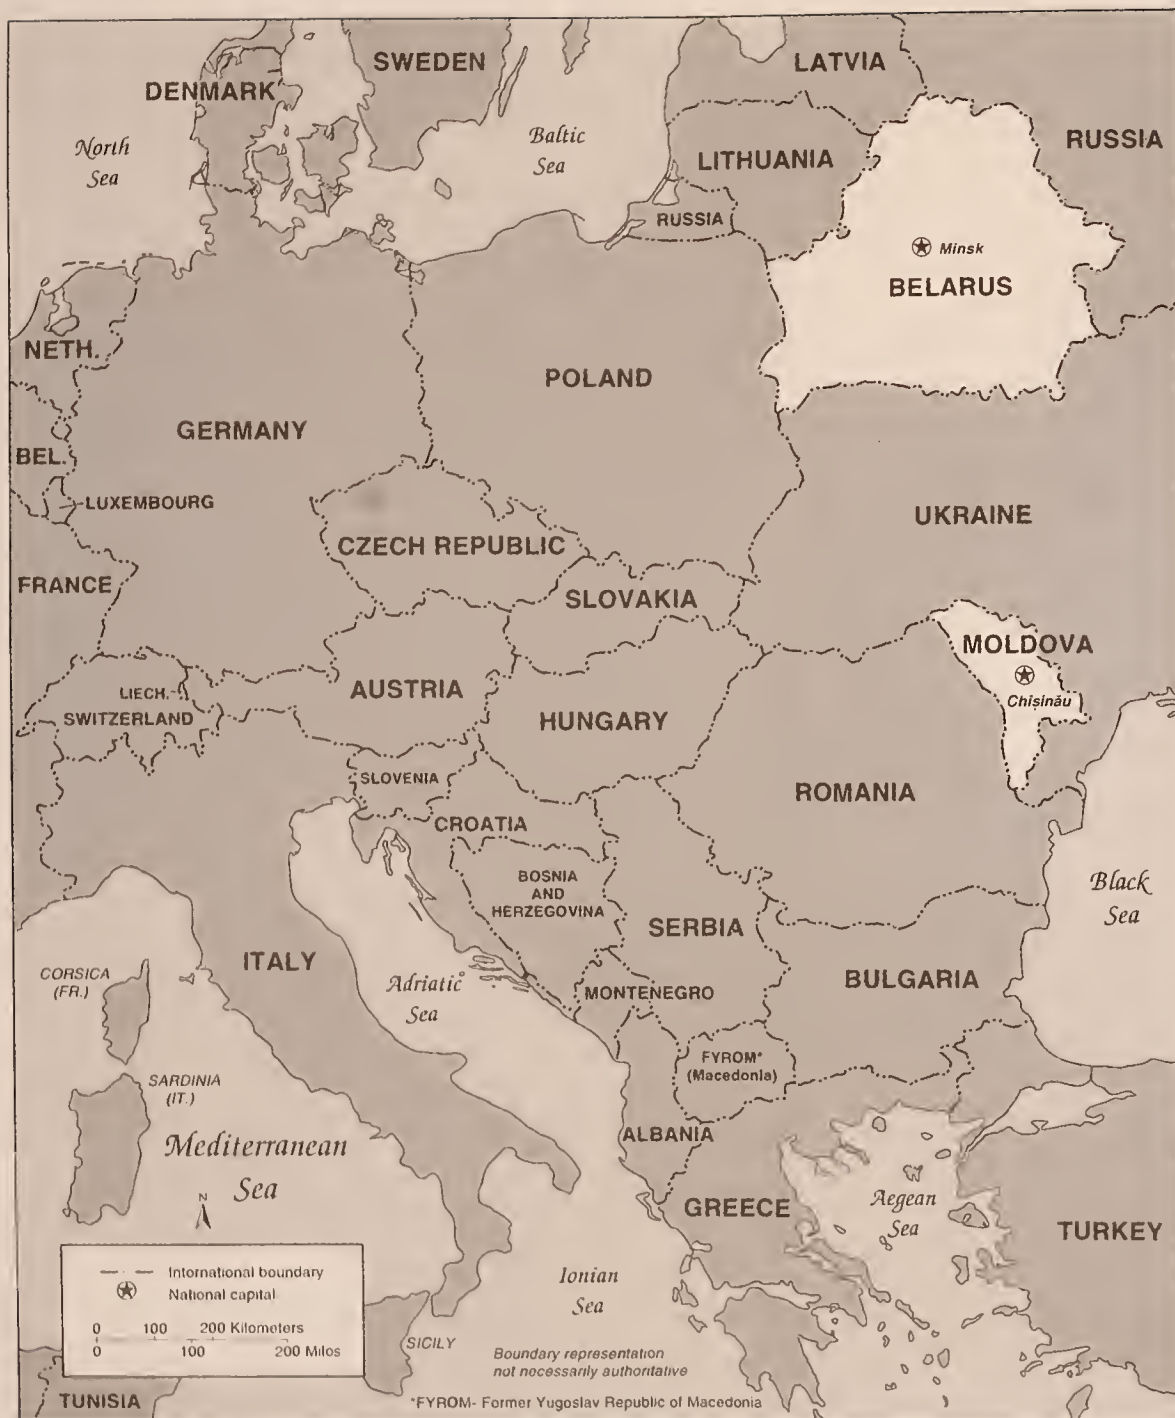 SWEDEN
LATVIA
DENMARK
RUSSIA
North
Sea
Baltic
Sea
LITHUANIA
RUSSIA
Minsk
BELARUS
NETH.
POLAND
GERMANY
BEL.
LUXEMBOURG
UKRAINE
CZECH REPUBLIC
FRANCE
SLOVAKIA
MOLDOVA
LIECH.
AUSTRIA
Chișinău
SWITZERLAND
HUNGARY
SLOVENIA
ROMANIA
CROATIA
BOSNIA
AND
HERZEGOVINA
Black
Sea
SERBIA
ITALY
CORSICA
(FR.)
Adriatic
Sea
MONTENEGRO
BULGARIA
FYROM*
(Macedonia)
SARDINIA
(IT.)
ALBANIA
Mediterranean
Sea
N
GREECE
Aegean
Sea
TURKEY
International boundary
National capital
0 100 200 Kilometers
0 100 200 Miles
Ionian
Sea
SICILY
Boundary representation
not necessarily authoritative
TUNISIA
*FYROM- Former Yugoslav Republic of Macedonia